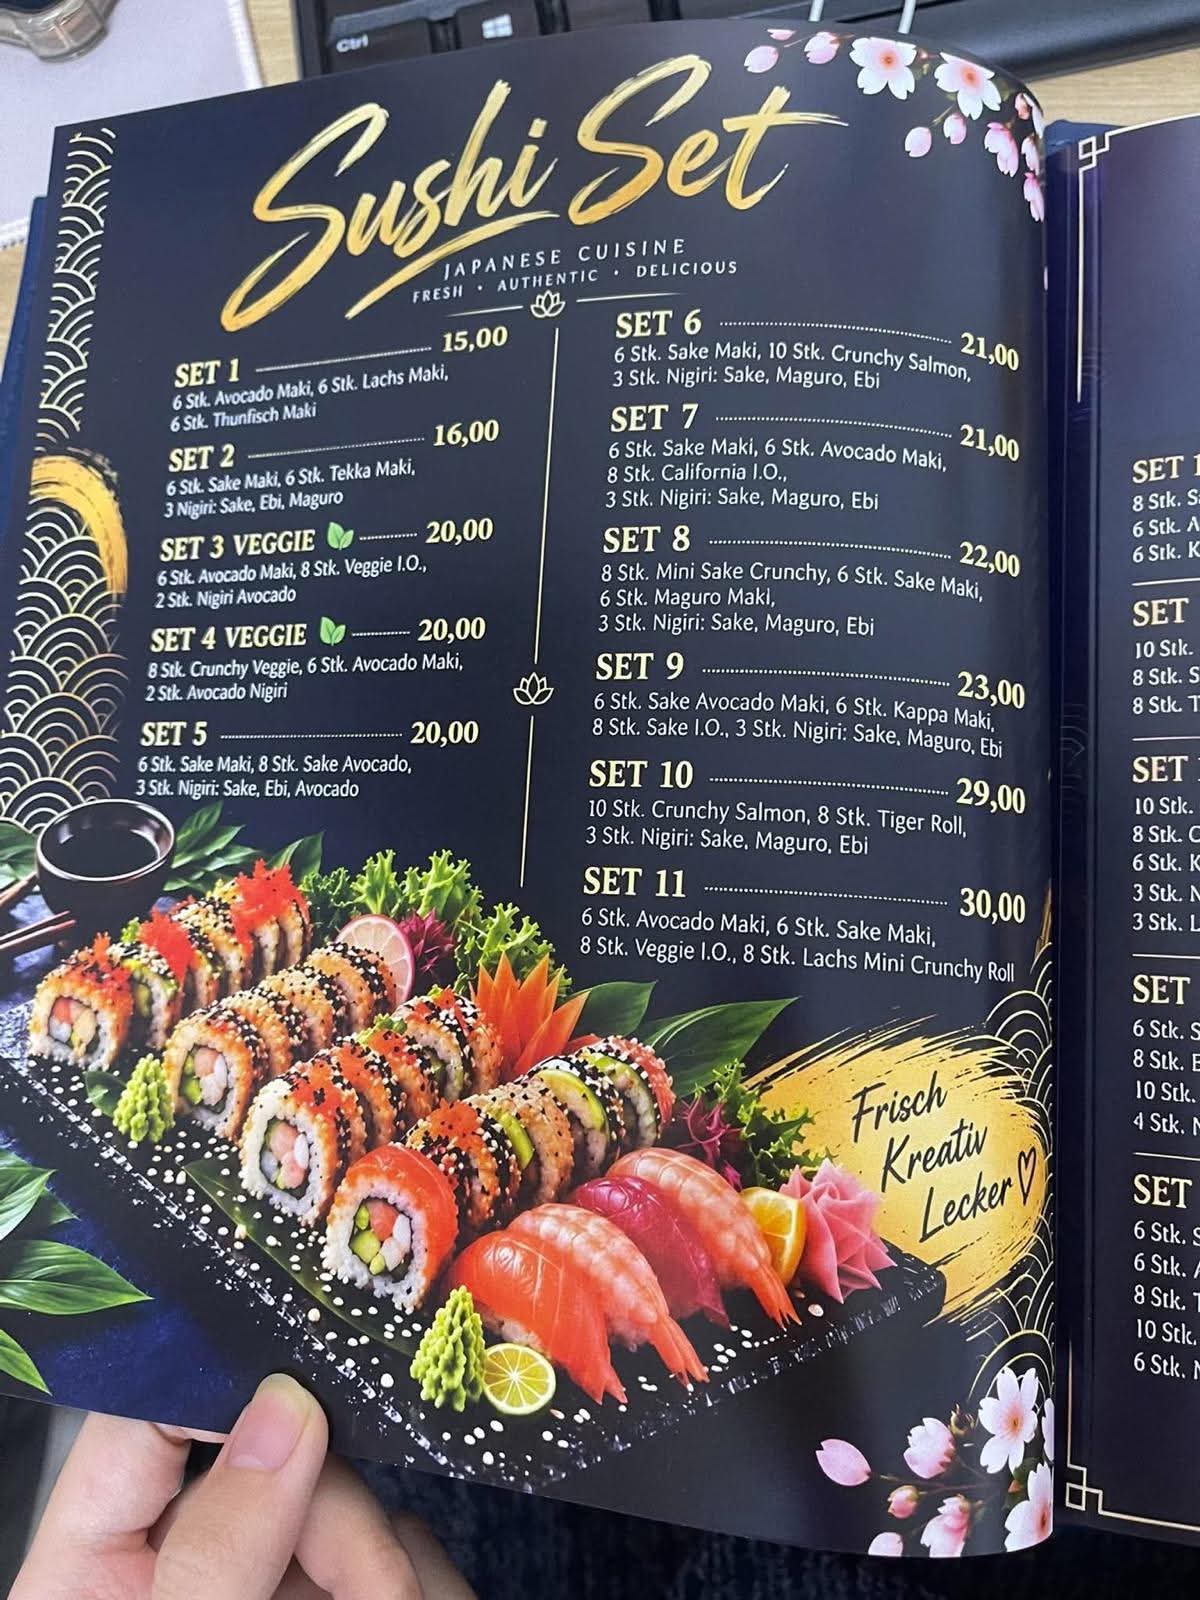 Ctrl
Sushi Set
JAPANESE CUISINE
FRESH · AUTHENTIC · DELICIOUS
SET 1 15,00
6 Stk. Avocado Maki, 6 Stk. Lachs Maki,
6 Stk. Thunfisch Maki
SET 2 16,00
6 Stk. Sake Maki, 6 Stk. Tekka Maki,
3 Nigiri: Sake, Ebi, Maguro
SET 3 VEGGIE 20,00
6 Stk. Avocado Maki, 8 Stk. Veggie I.O.,
2 Stk. Nigiri Avocado
SET 4 VEGGIE 20,00
8 Stk. Crunchy Veggie, 6 Stk. Avocado Maki,
2 Stk. Avocado Nigiri
SET 5 20,00
6 Stk. Sake Maki, 8 Stk. Sake Avocado,
3 Stk. Nigiri: Sake, Ebi, Avocado
SET 6 21,00
6 Stk. Sake Maki, 10 Stk. Crunchy Salmon,
3 Stk. Nigiri: Sake, Maguro, Ebi
SET 7 21,00
6 Stk. Sake Maki, 6 Stk. Avocado Maki,
8 Stk. California I.O.,
3 Stk. Nigiri: Sake, Maguro, Ebi
SET 8 22,00
8 Stk. Mini Sake Crunchy, 6 Stk. Sake Maki,
6 Stk. Maguro Maki,
3 Stk. Nigiri: Sake, Maguro, Ebi
SET 9 23,00
6 Stk. Sake Avocado Maki, 6 Stk. Kappa Maki,
8 Stk. Sake I.O., 3 Stk. Nigiri: Sake, Maguro, Ebi
SET 10 29,00
10 Stk. Crunchy Salmon, 8 Stk. Tiger Roll,
3 Stk. Nigiri: Sake, Maguro, Ebi
SET 11 30,00
6 Stk. Avocado Maki, 6 Stk. Sake Maki,
8 Stk. Veggie I.O., 8 Stk. Lachs Mini Crunchy Roll
Frisch
Kreativ
Lecker
SET
8 Stk.
6 Stk.
6 Stk.
SET
10 Stk.
8 Stk.
8 Stk.
SET
10 Stk.
8 Stk.
6 Stk.
3 Stk.
3 Stk.
SET
6 Stk.
8 Stk.
10 Stk.
4 Stk.
SET
6 Stk.
6 Stk.
8 Stk.
10 Stk.
6 Stk.